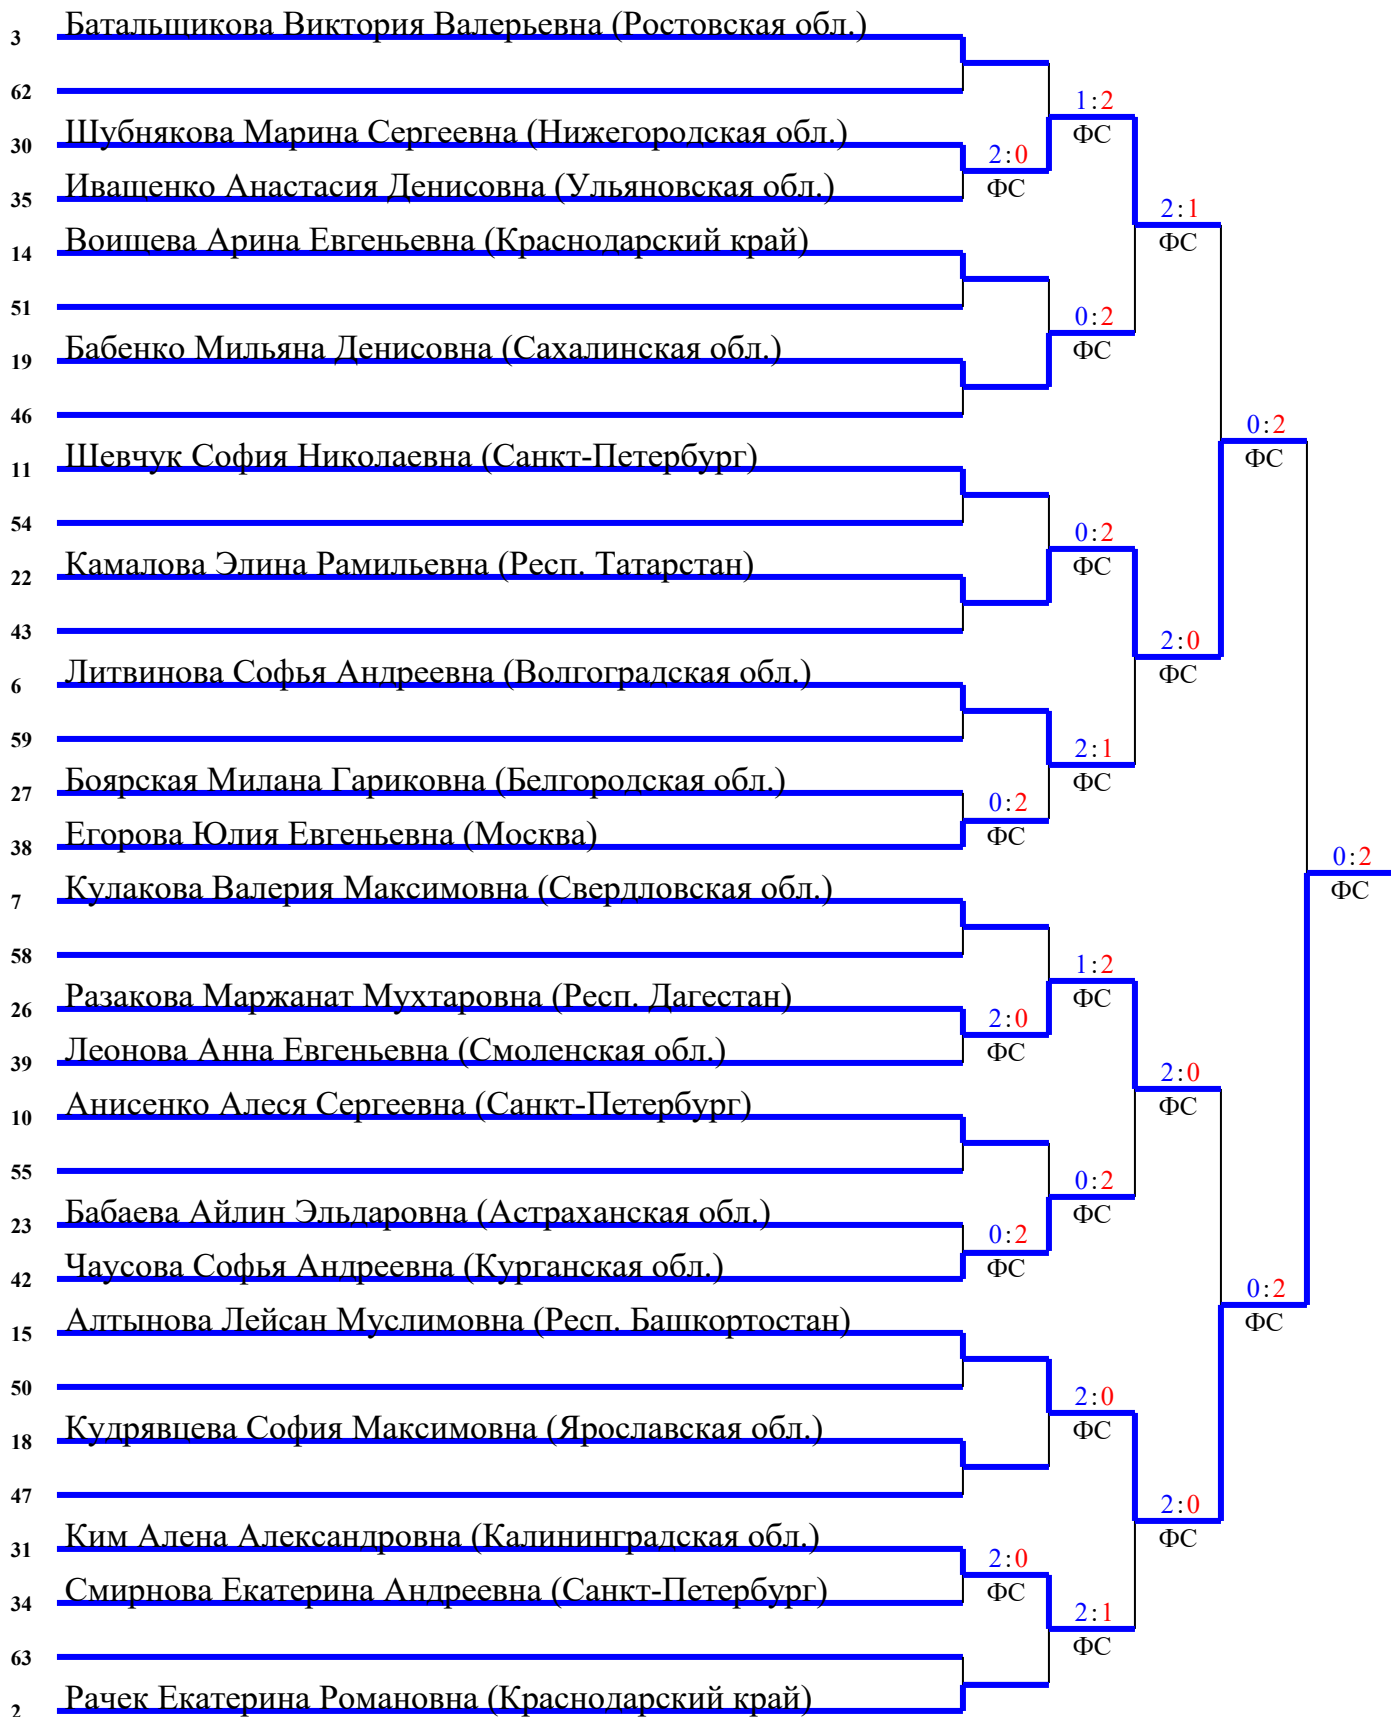 3 Батальщикова Виктория Валерьевна (Ростовская обл.)
62
1:2
ФС
30 Шубнякова Марина Сергеевна (Нижегородская обл.)
2:0
ФС
35 Иващенко Анастасия Денисовна (Ульяновская обл.)
2:1
ФС
14 Воищева Арина Евгеньевна (Краснодарский край)
51
0:2
ФС
19 Бабенко Мильяна Денисовна (Сахалинская обл.)
46
0:2
ФС
11 Шевчук София Николаевна (Санкт-Петербург)
54
0:2
ФС
22 Камалова Элина Рамильевна (Респ. Татарстан)
43
2:0
ФС
6 Литвинова Софья Андреевна (Волгоградская обл.)
59
2:1
ФС
27 Боярская Милана Гариковна (Белгородская обл.)
0:2
ФС
38 Егорова Юлия Евгеньевна (Москва)
0:2
ФС
7 Кулакова Валерия Максимовна (Свердловская обл.)
58
1:2
ФС
26 Разакова Маржанат Мухтаровна (Респ. Дагестан)
2:0
ФС
39 Леонова Анна Евгеньевна (Смоленская обл.)
2:0
ФС
10 Анисенко Алеся Сергеевна (Санкт-Петербург)
55
0:2
ФС
23 Бабаева Айлин Эльдаровна (Астраханская обл.)
0:2
ФС
42 Чаусова Софья Андреевна (Курганская обл.)
0:2
ФС
15 Алтынова Лейсан Муслимовна (Респ. Башкортостан)
50
2:0
ФС
18 Кудрявцева София Максимовна (Ярославская обл.)
47
2:0
ФС
31 Ким Алена Александровна (Калининградская обл.)
2:0
ФС
34 Смирнова Екатерина Андреевна (Санкт-Петербург)
2:1
ФС
63
2 Рачек Екатерина Романовна (Краснодарский край)